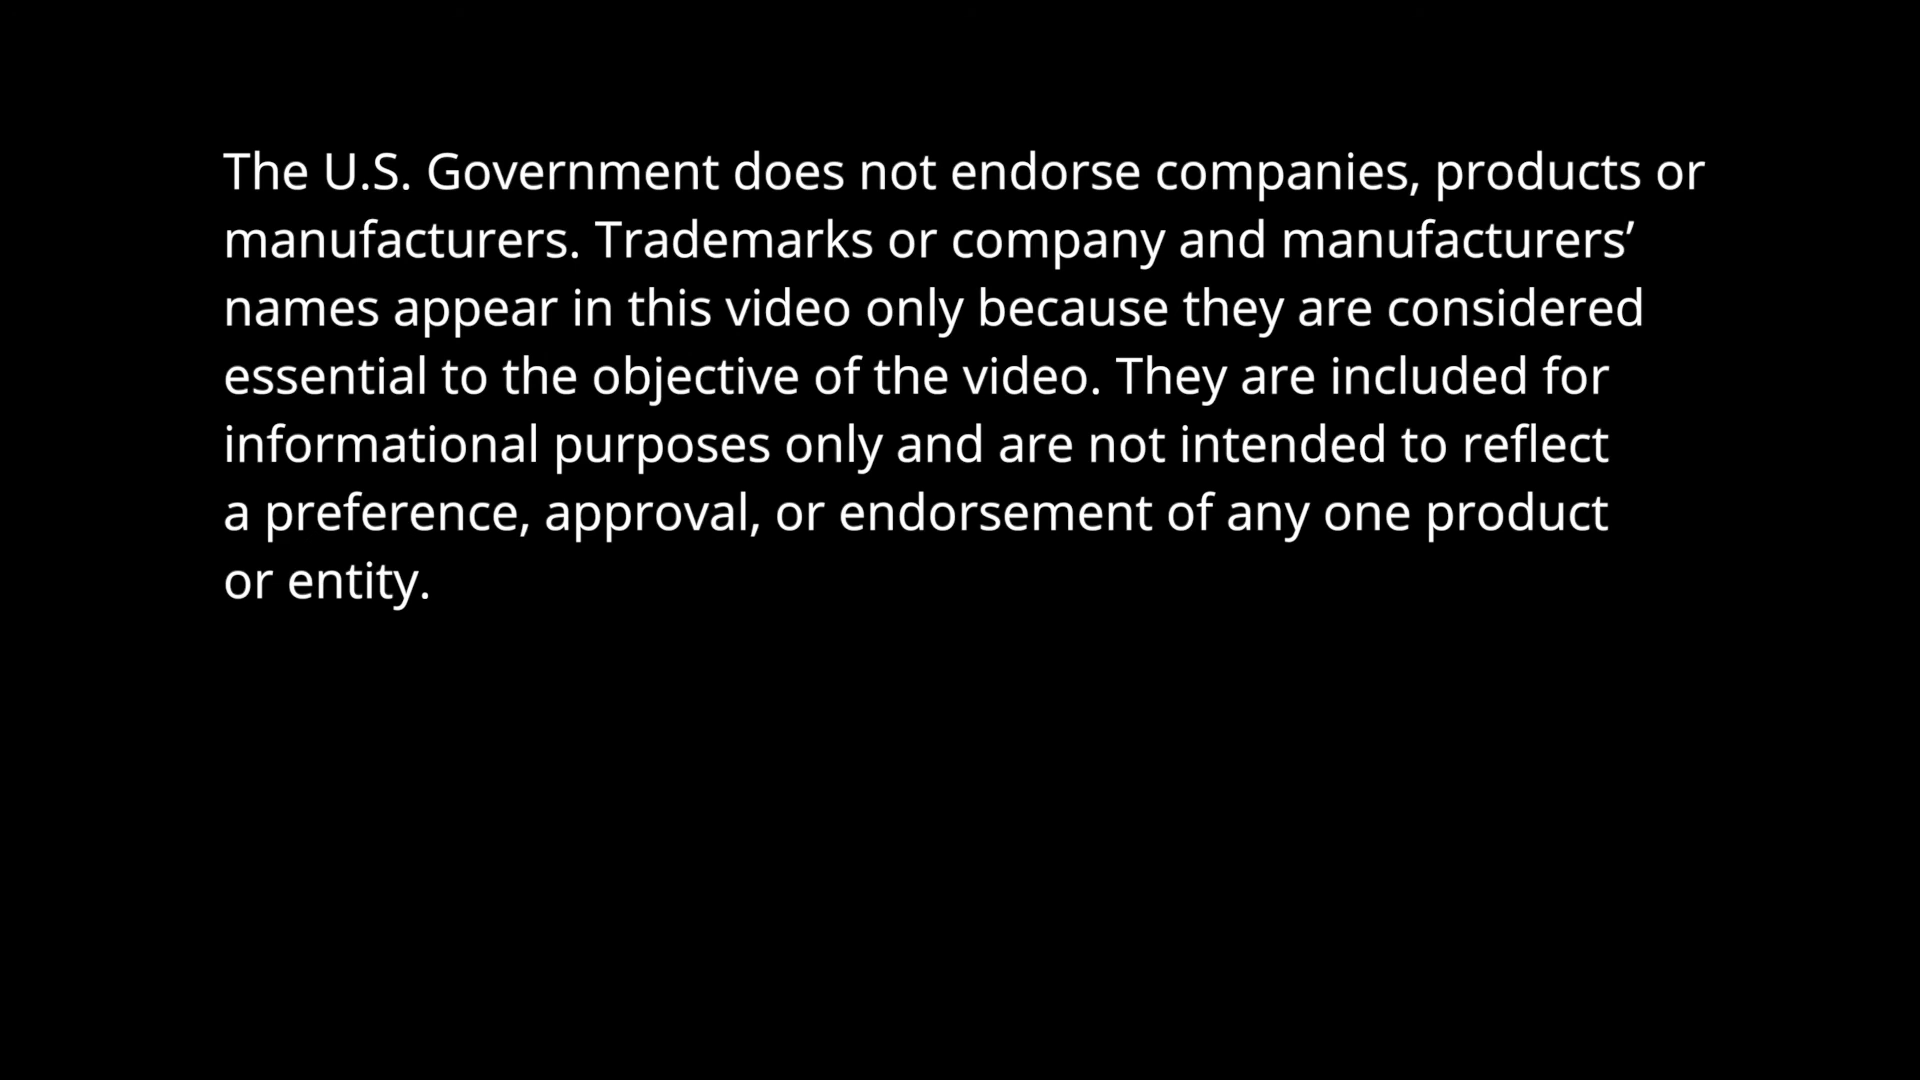 The U.S. Government does not endorse companies, products or
manufacturers. Trademarks or company and manufacturers’
names appear in this video only because they are considered
essential to the objective of the video. They are included for
informational purposes only and are not intended to reflect
a preference, approval, or endorsement of any one product
or entity.